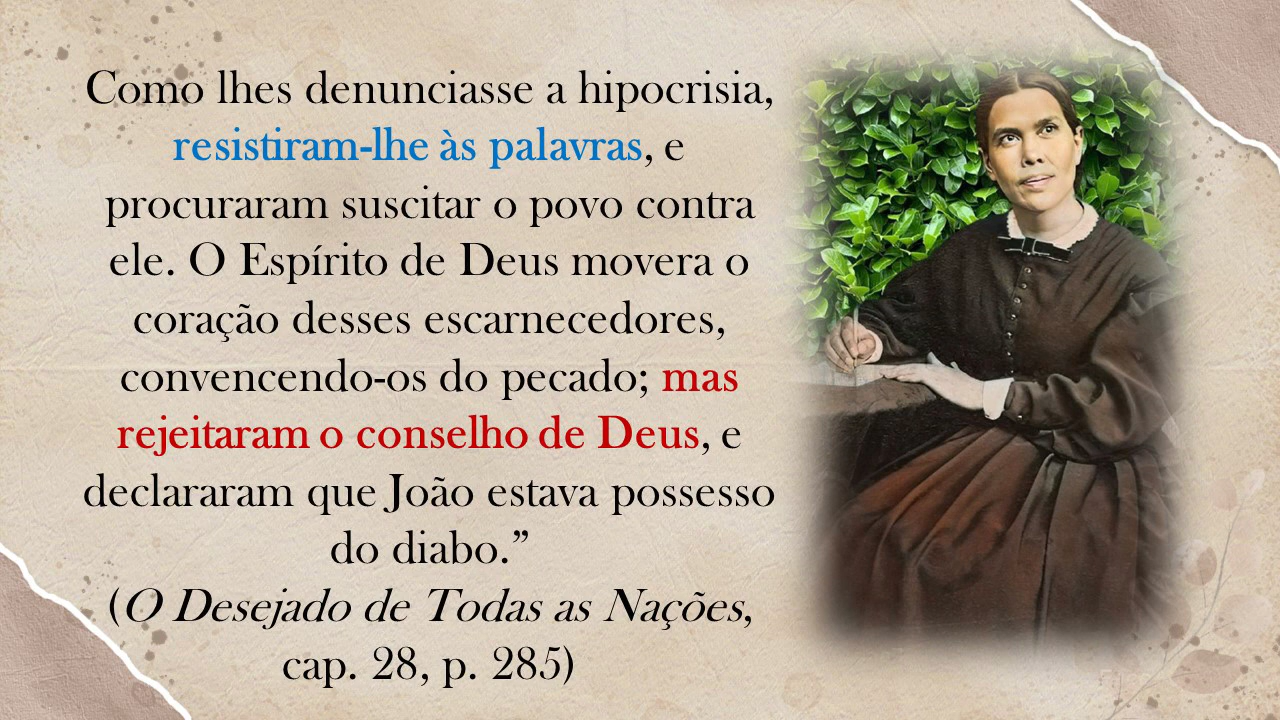 Como lhes denunciasse a hipocrisia,
resistiram-lhe às palavras, e
procuraram suscitar o povo contra
ele. O Espírito de Deus movera o
coração desses escarnecedores,
convencendo-os do pecado; mas
rejeitaram o conselho de Deus, e
declararam que João estava possesso
do diabo.”
(O Desejado de Todas as Nações,
cap. 28, p. 285)